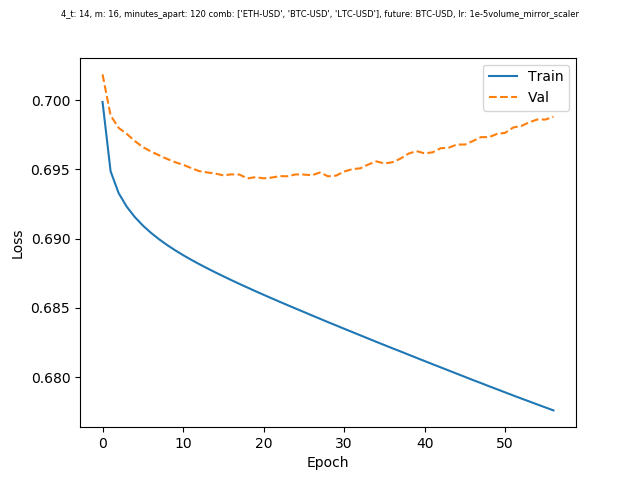 4_t: 14, m: 16, minutes_apart: 120 comb: ['ETH-USD', 'BTC-USD', 'LTC-USD'], future: BTC-USD, lr: 1e-5volume_mirror_scaler
Train
Val
0.700
0.695
0.690
0.685
0.680
Loss
0 10 20 30 40 50
Epoch